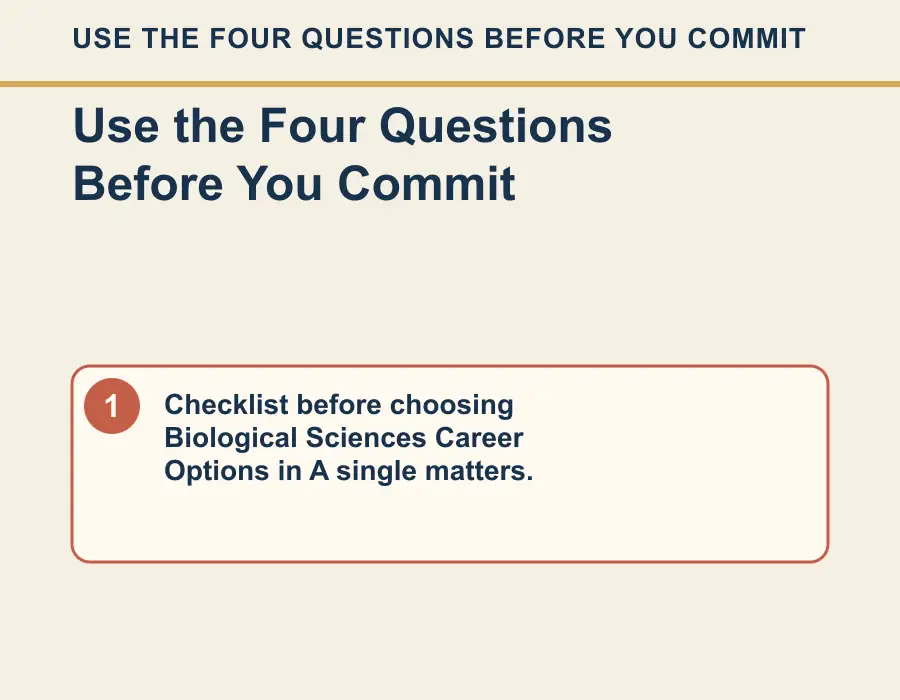 USE THE FOUR QUESTIONS BEFORE YOU COMMIT
Use the Four Questions
Before You Commit
1
Checklist before choosing
Biological Sciences Career
Options in A single matters.